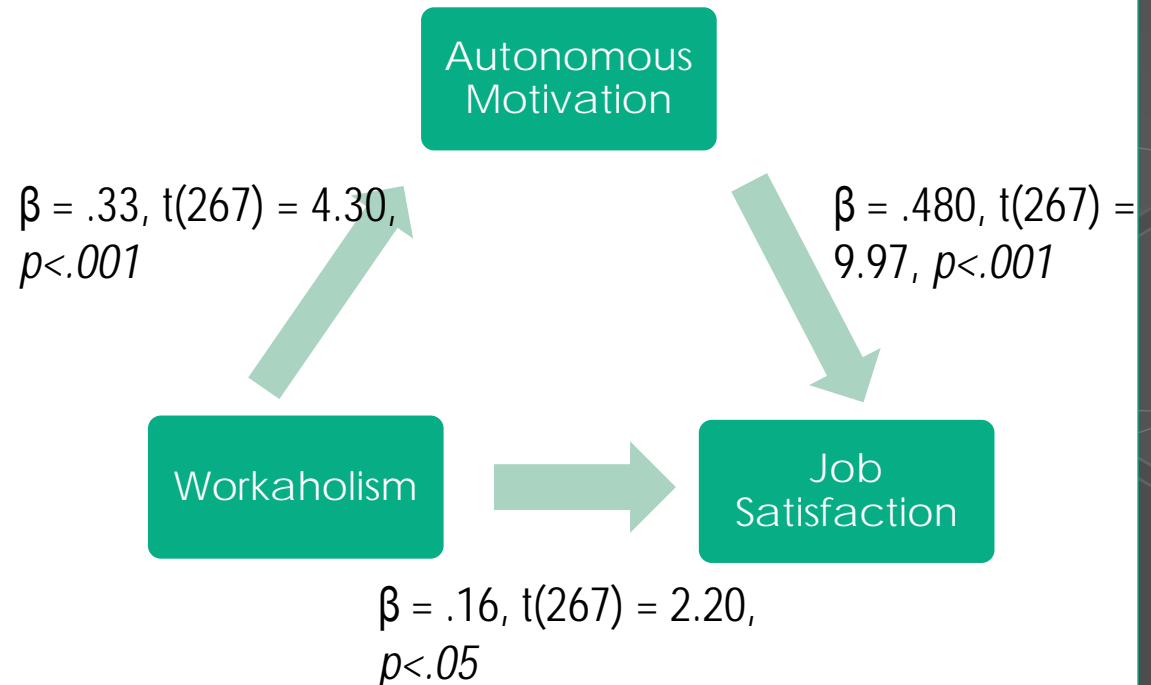 Autonomous
Motivation
β = .33, t(267) = 4.30,
p<.001
β = .480, t(267) =
9.97, p<.001
Workaholism
Job
Satisfaction
β = .16, t(267) = 2.20,
p<.05